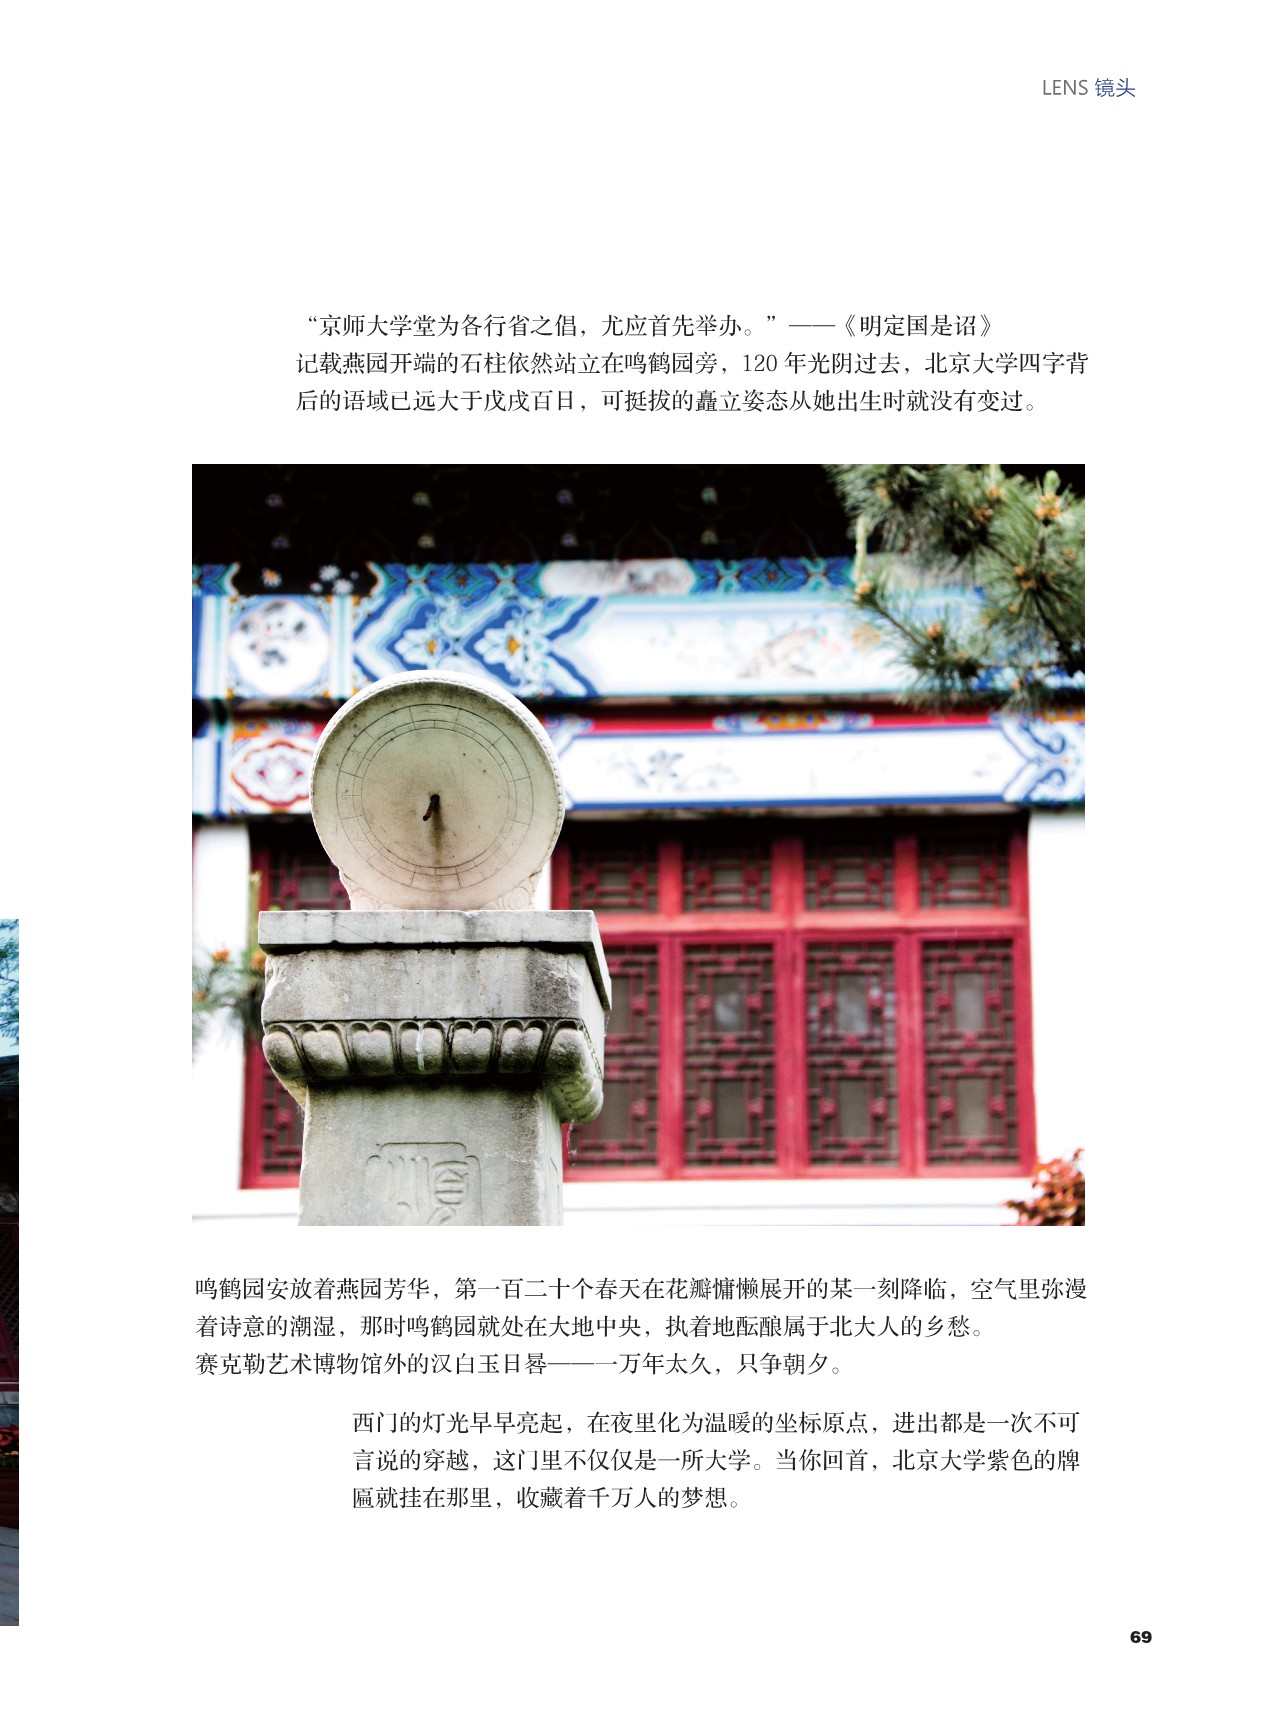 LENS 镜头
“京师大学堂为各行省之倡，尤应首先举办。”——《明定国是诏》
记载燕园开端的石柱依然站立在鸣鹤园旁，120 年光阴过去，北京大学四字背
后的语域已远大于戊戌百日，可挺拔的矗立姿态从她出生时就没有变过。
鸣鹤园安放着燕园芳华，第一百二十个春天在花瓣慵懒展开的某一刻降临，空气里弥漫
着诗意的潮湿，那时鸣鹤园就处在大地中央，执着地酝酿属于北大人的乡愁。
赛克勒艺术博物馆外的汉白玉日晷——一万年太久，只争朝夕。
西门的灯光早早亮起，在夜里化为温暖的坐标原点，进出都是一次不可
言说的穿越，这门里不仅仅是一所大学。当你回首，北京大学紫色的牌
匾就挂在那里，收藏着千万人的梦想。
69